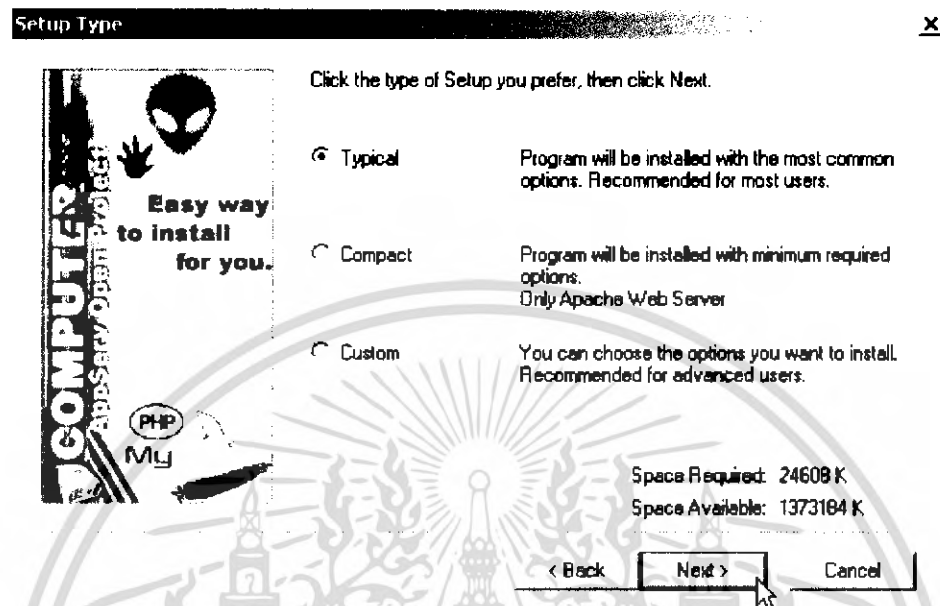 Setup Type
Click the type of Setup you prefer, then click Next.
Typical
Program will be installed with the most common
options. Recommended for most users.
Compact
Program will be installed with minimum required
options.
Only Apache Web Server
Custom
You can choose the options you want to install.
Recommended for advanced users.
COMPUTER
AppServ Open Project
Easy way
to install
for you.
PHP
My
Space Required: 24608 K
Space Available: 1373184 K
< Back
Next >
Cancel